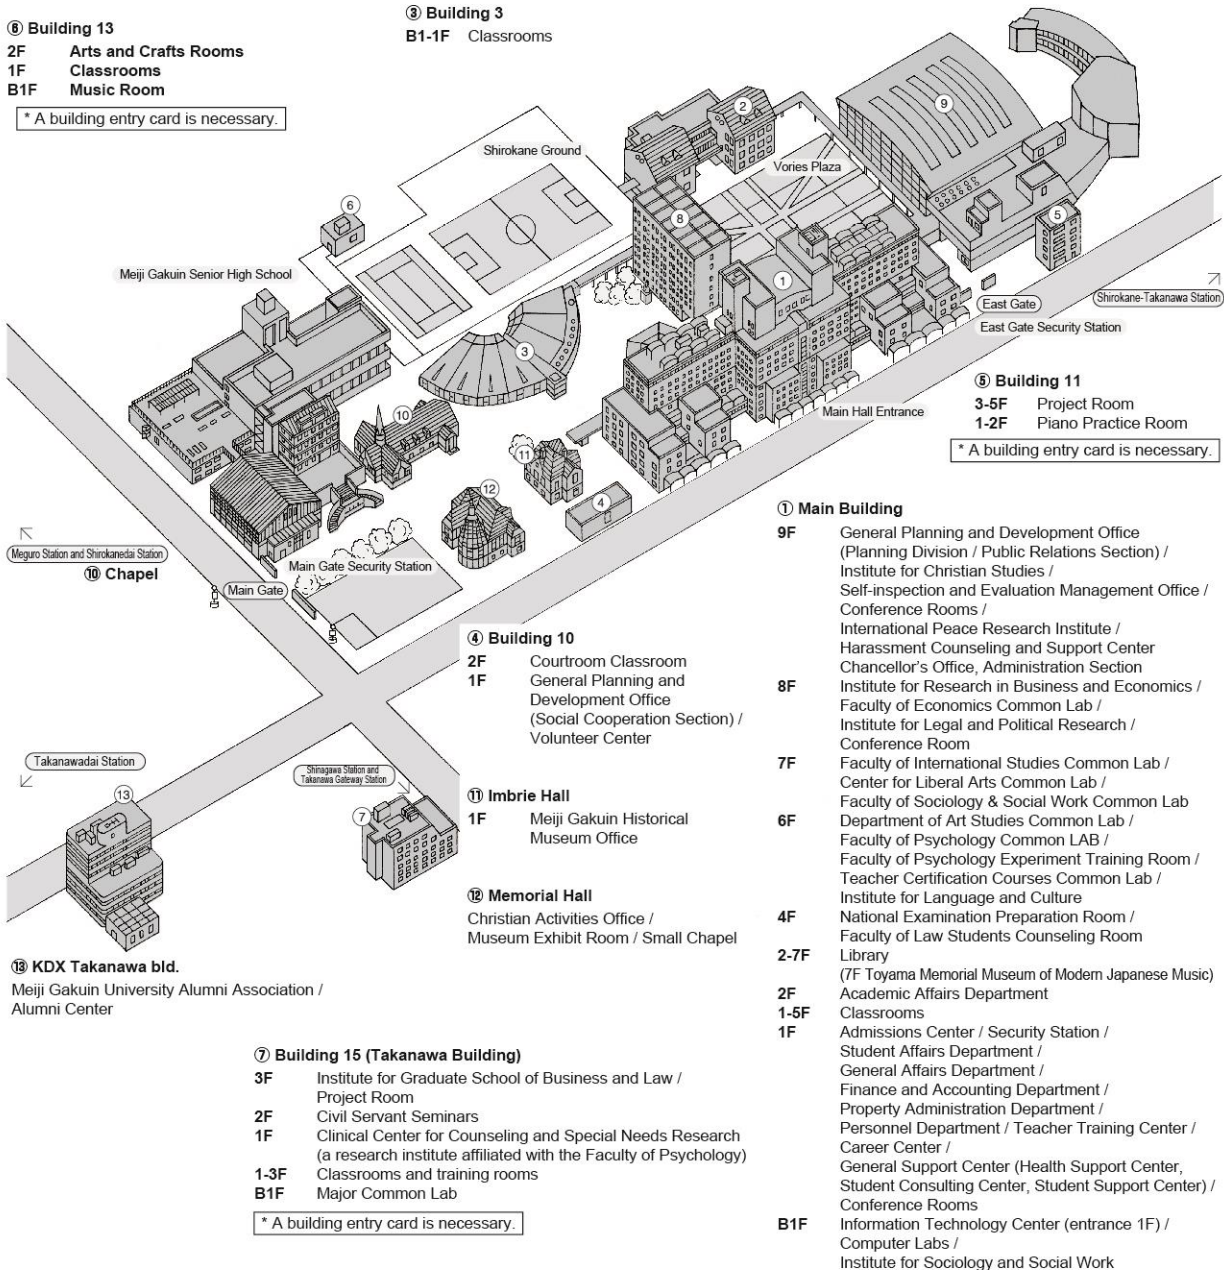 ⑥ Building 13
2F Arts and Crafts Rooms
1F Classrooms
B1F Music Room
* A building entry card is necessary.
③ Building 3
B1-1F Classrooms
2
9
Shirokane Ground
Vories Plaza
6
8
5
Meiji Gakuin Senior High School
1
Shirokane-Takanawa Station
East Gate
East Gate Security Station
3
⑤ Building 11
3-5F Project Room
1-2F Piano Practice Room
* A building entry card is necessary.
Main Hall Entrance
10
11
12
4
Meguro Station and Shirokanedai Station
⑩ Chapel
Main Gate Security Station
Main Gate
① Main Building
9F General Planning and Development Office
(Planning Division / Public Relations Section) /
Institute for Christian Studies /
Self-inspection and Evaluation Management Office /
Conference Rooms /
International Peace Research Institute /
Harassment Counseling and Support Center
Chancellor's Office, Administration Section
8F Institute for Research in Business and Economics /
Faculty of Economics Common Lab /
Institute for Legal and Political Research /
Conference Room
7F Faculty of International Studies Common Lab /
Center for Liberal Arts Common Lab /
Faculty of Sociology & Social Work Common Lab
6F Department of Art Studies Common Lab /
Faculty of Psychology Common LAB /
Faculty of Psychology Experiment Training Room /
Teacher Certification Courses Common Lab /
Institute for Language and Culture
4F National Examination Preparation Room /
Faculty of Law Students Counseling Room
2-7F Library
(7F Toyama Memorial Museum of Modern Japanese Music)
2F Academic Affairs Department
1-5F Classrooms
1F Admissions Center / Security Station /
Student Affairs Department /
General Affairs Department /
Finance and Accounting Department /
Property Administration Department /
Personnel Department / Teacher Training Center /
Career Center /
General Support Center (Health Support Center,
Student Consulting Center, Student Support Center) /
Conference Rooms
B1F Information Technology Center (entrance 1F) /
Computer Labs /
Institute for Sociology and Social Work
④ Building 10
2F Courtroom Classroom
1F General Planning and
Development Office
(Social Cooperation Section) /
Volunteer Center
Takanawadai Station
Shinagawa Station and
Takanawa Gateway Station
13
7
⑪ Imbrie Hall
1F Meiji Gakuin Historical
Museum Office
⑫ Memorial Hall
Christian Activities Office /
Museum Exhibit Room / Small Chapel
⑬ KDX Takanawa bld.
Meiji Gakuin University Alumni Association /
Alumni Center
⑦ Building 15 (Takanawa Building)
3F Institute for Graduate School of Business and Law /
Project Room
2F Civil Servant Seminars
1F Clinical Center for Counseling and Special Needs Research
(a research institute affiliated with the Faculty of Psychology)
1-3F Classrooms and training rooms
B1F Major Common Lab
* A building entry card is necessary.